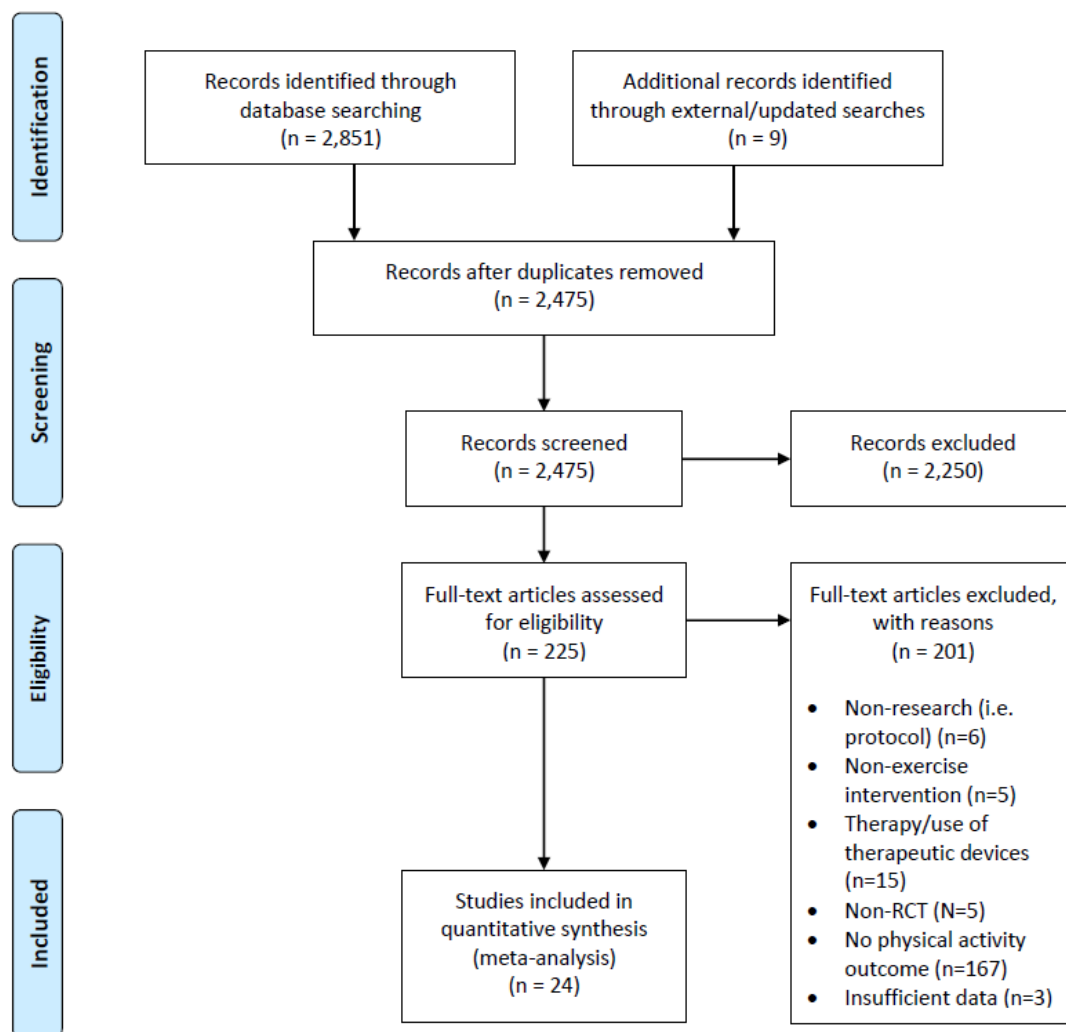 Identification
Records identified through
database searching
(n = 2,851)
Additional records identified
through external/updated searches
(n = 9)
Screening
Records after duplicates removed
(n = 2,475)
Records screened
(n = 2,475)
Records excluded
(n = 2,250)
Eligibility
Full-text articles assessed
for eligibility
(n = 225)
Full-text articles excluded,
with reasons
(n = 201)
• Non-research (i.e.
protocol) (n=6)
• Non-exercise
intervention (n=5)
• Therapy/use of
therapeutic devices
(n=15)
• Non-RCT (N=5)
• No physical activity
outcome (n=167)
• Insufficient data (n=3)
Included
Studies included in
quantitative synthesis
(meta-analysis)
(n = 24)